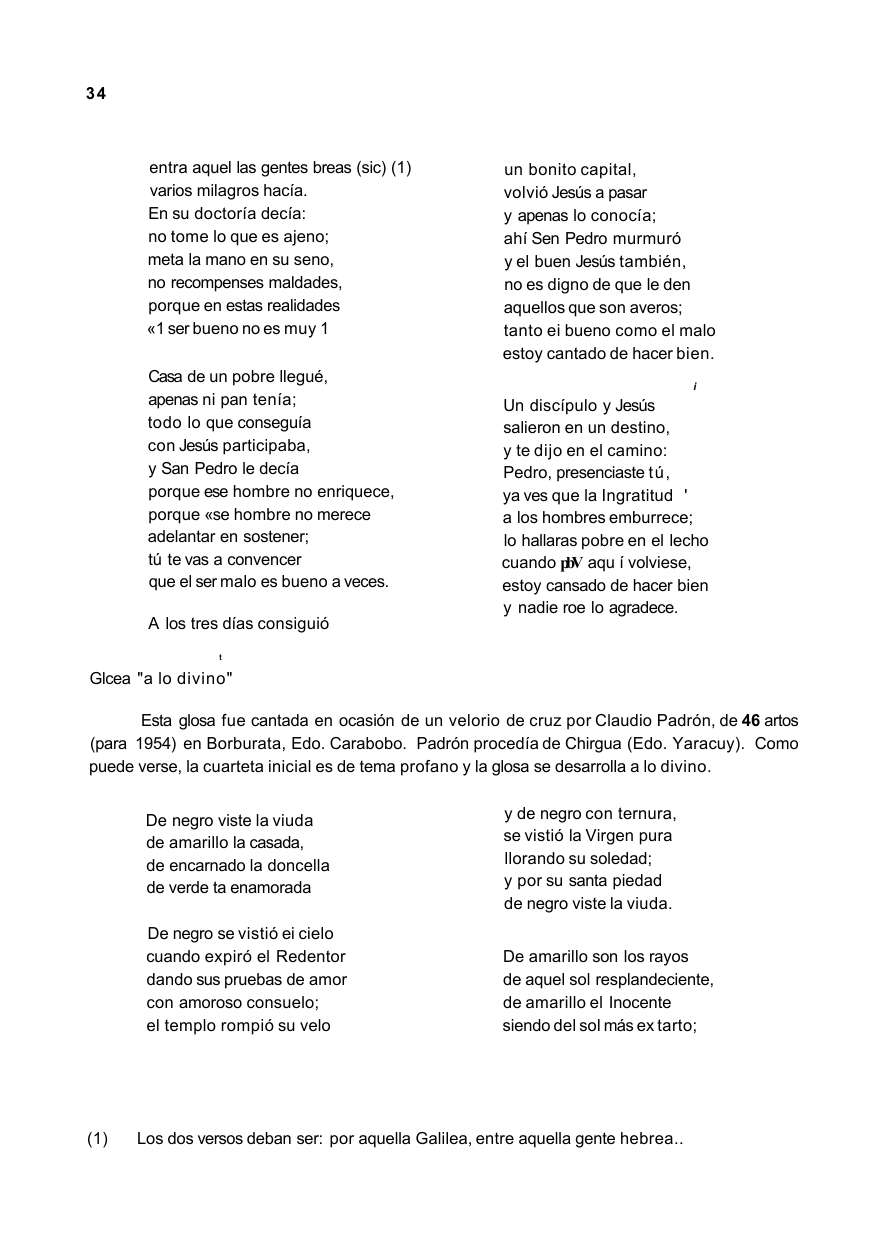 34
entra aquel las gentes breas (sic) (1)
varios milagros hacía.
En su doctoría decía:
no tome lo que es ajeno;
meta la mano en su seno,
no recompenses maldades,
porque en estas realidades
«1 ser bueno no es muy 1
Casa de un pobre llegué,
apenas ni pan tenía;
todo lo que conseguía
con Jesús participaba,
y San Pedro le decía
porque ese hombre no enriquece,
porque «se hombre no merece
adelantar en sostener;
tú te vas a convencer
que el ser malo es bueno a veces.
A los tres días consiguió
un bonito capital,
volvió Jesús a pasar
y apenas lo conocía;
ahí Sen Pedro murmuró
y el buen Jesús también,
no es digno de que le den
aquellos que son averos;
tanto ei bueno como el malo
estoy cantado de hacer bien.
i
Un discípulo y Jesús
salieron en un destino,
y te dijo en el camino:
Pedro, presenciaste tú,
ya ves que la Ingratitud '
a los hombres emburrece;
lo hallaras pobre en el lecho
cuando aqu í volviese,
estoy cansado de hacer bien
y nadie roe lo agradece.
t
Glcea "a lo divino"
Esta glosa fue cantada en ocasión de un velorio de cruz por Claudio Padrón, de 46 artos
(para 1954) en Borburata, Edo. Carabobo. Padrón procedía de Chirgua (Edo. Yaracuy). Como
puede verse, la cuarteta inicial es de tema profano y la glosa se desarrolla a lo divino.
De negro viste la viuda
de amarillo la casada,
de encarnado la doncella
de verde ta enamorada
De negro se vistió ei cielo
cuando expiró el Redentor
dando sus pruebas de amor
con amoroso consuelo;
el templo rompió su velo
y de negro con ternura,
se vistió la Virgen pura
llorando su soledad;
y por su santa piedad
de negro viste la viuda.
De amarillo son los rayos
de aquel sol resplandeciente,
de amarillo el Inocente
siendo del sol más ex tarto;
(1) Los dos versos deban ser: por aquella Galilea, entre aquella gente hebrea..